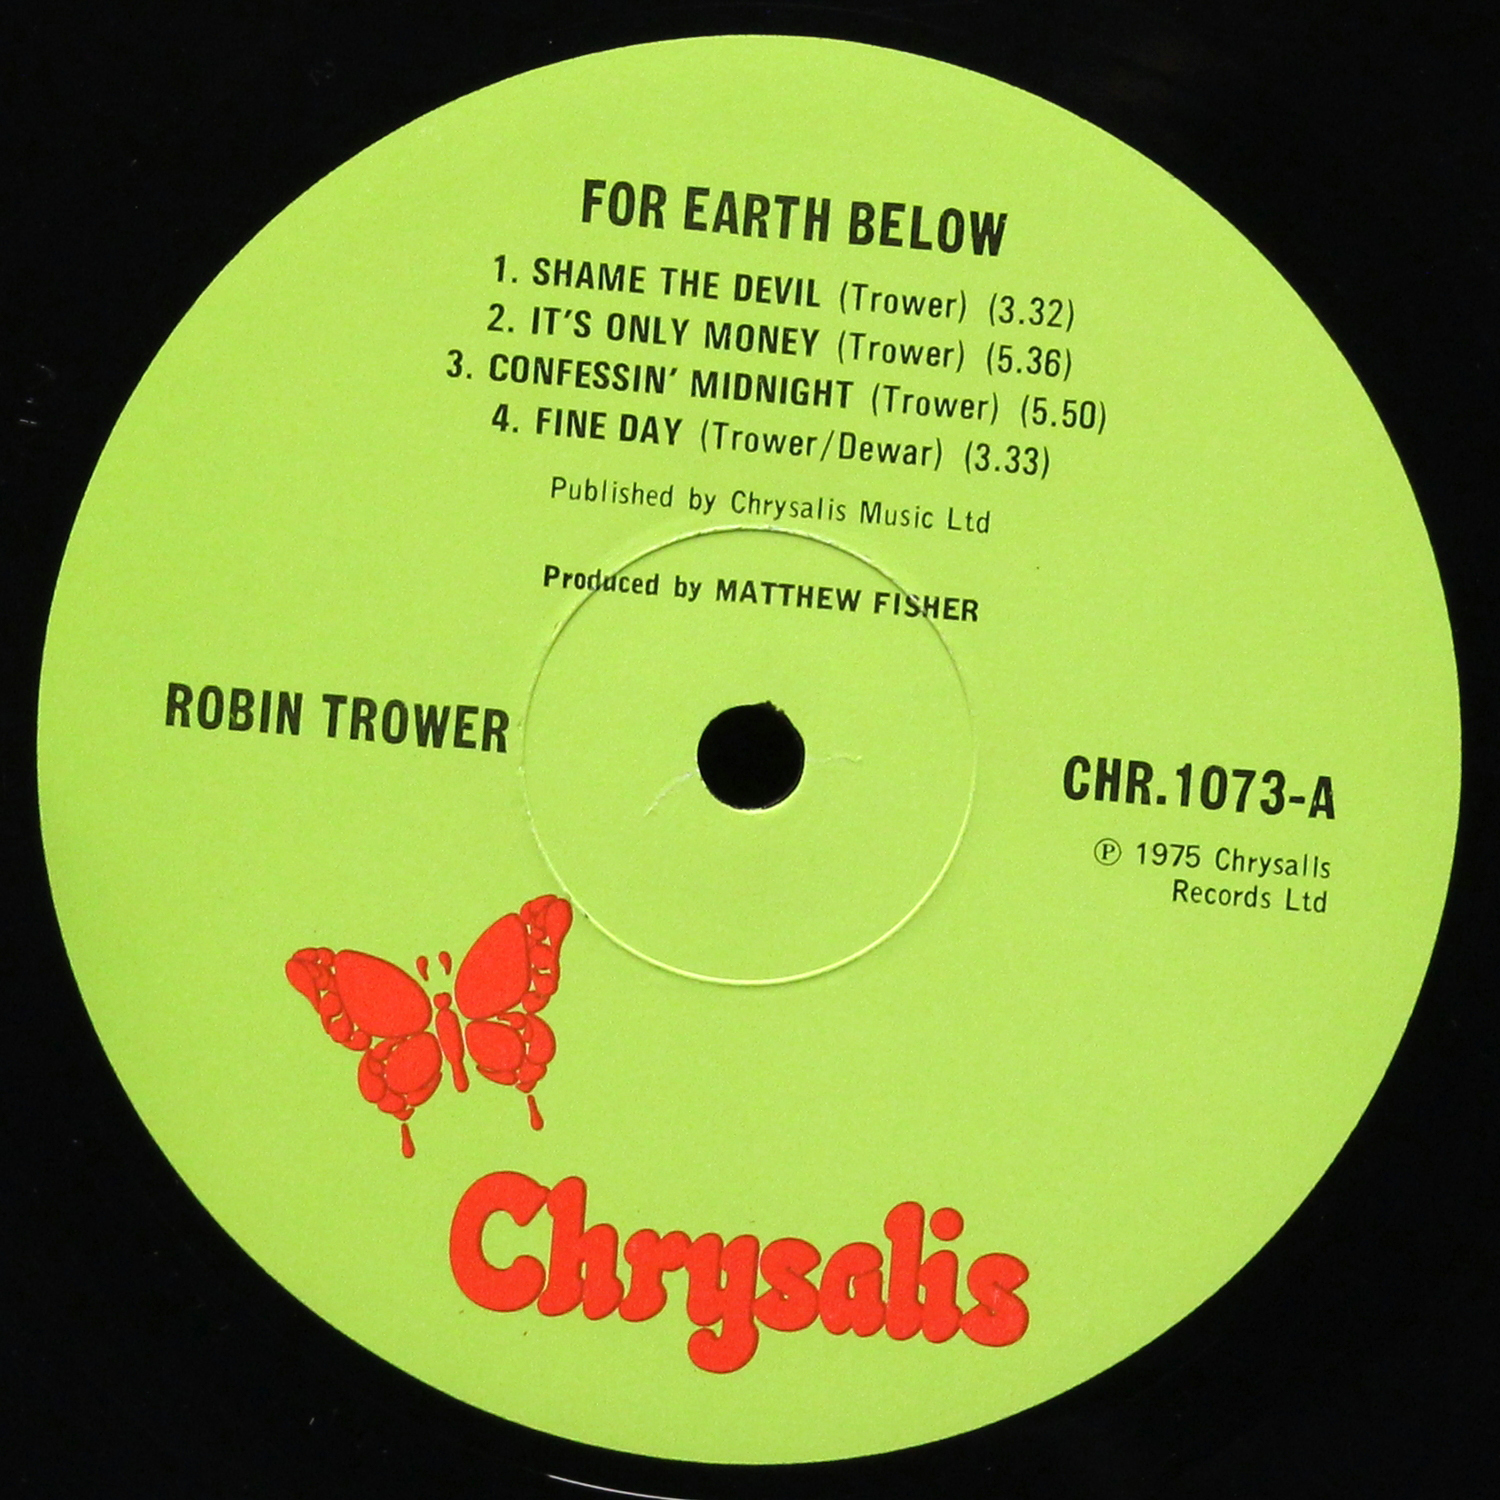 FOR EARTH BELOW
1. SHAME THE DEVIL (Trower) (3.32)
2. IT'S ONLY MONEY (Trower) (5.36)
3. CONFESSIN' MIDNIGHT (Trower) (5.50)
4. FINE DAY (Trower/Dewar) (3.33)
Published by Chrysalis Music Ltd
Produced by MATTHEW FISHER
ROBIN TROWER
CHR.1073-A
℗ 1975 Chrysalis
Records Ltd
Chrysalis